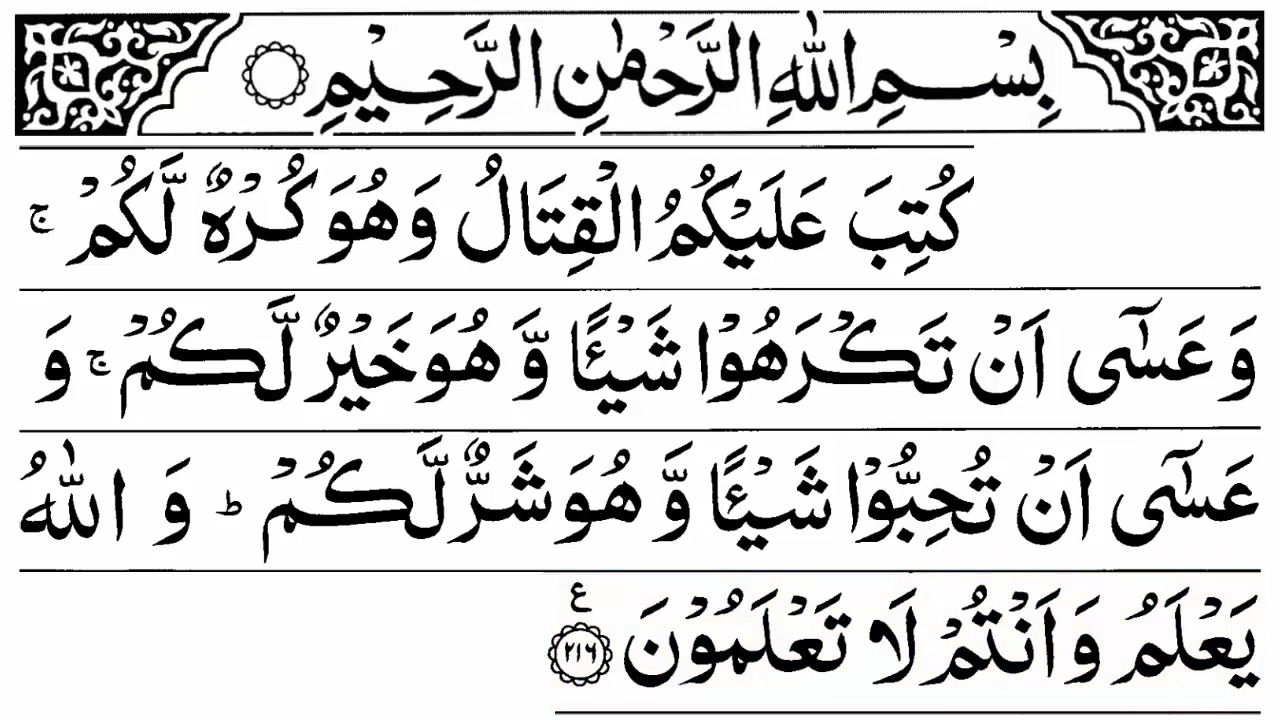 بِسْمِ اللّٰهِ الرَّحْمٰنِ الرَّحِيْمِ
كُتِبَ عَلَيْكُمُ الْقِتَالُ وَهُوَ كُرْهٌ لَّكُمْ ۚ
وَعَسٰٓى اَنْ تَكْرَهُوْا شَيْـًٔا وَّهُوَ خَيْرٌ لَّكُمْ ۚ وَ
عَسٰٓى اَنْ تُحِبُّوْا شَيْـًٔا وَّهُوَ شَرٌّ لَّكُمْ ؕ وَ اللّٰهُ
يَعْلَمُ وَاَنْتُمْ لَا تَعْلَمُوْنَ ع ٢١٦